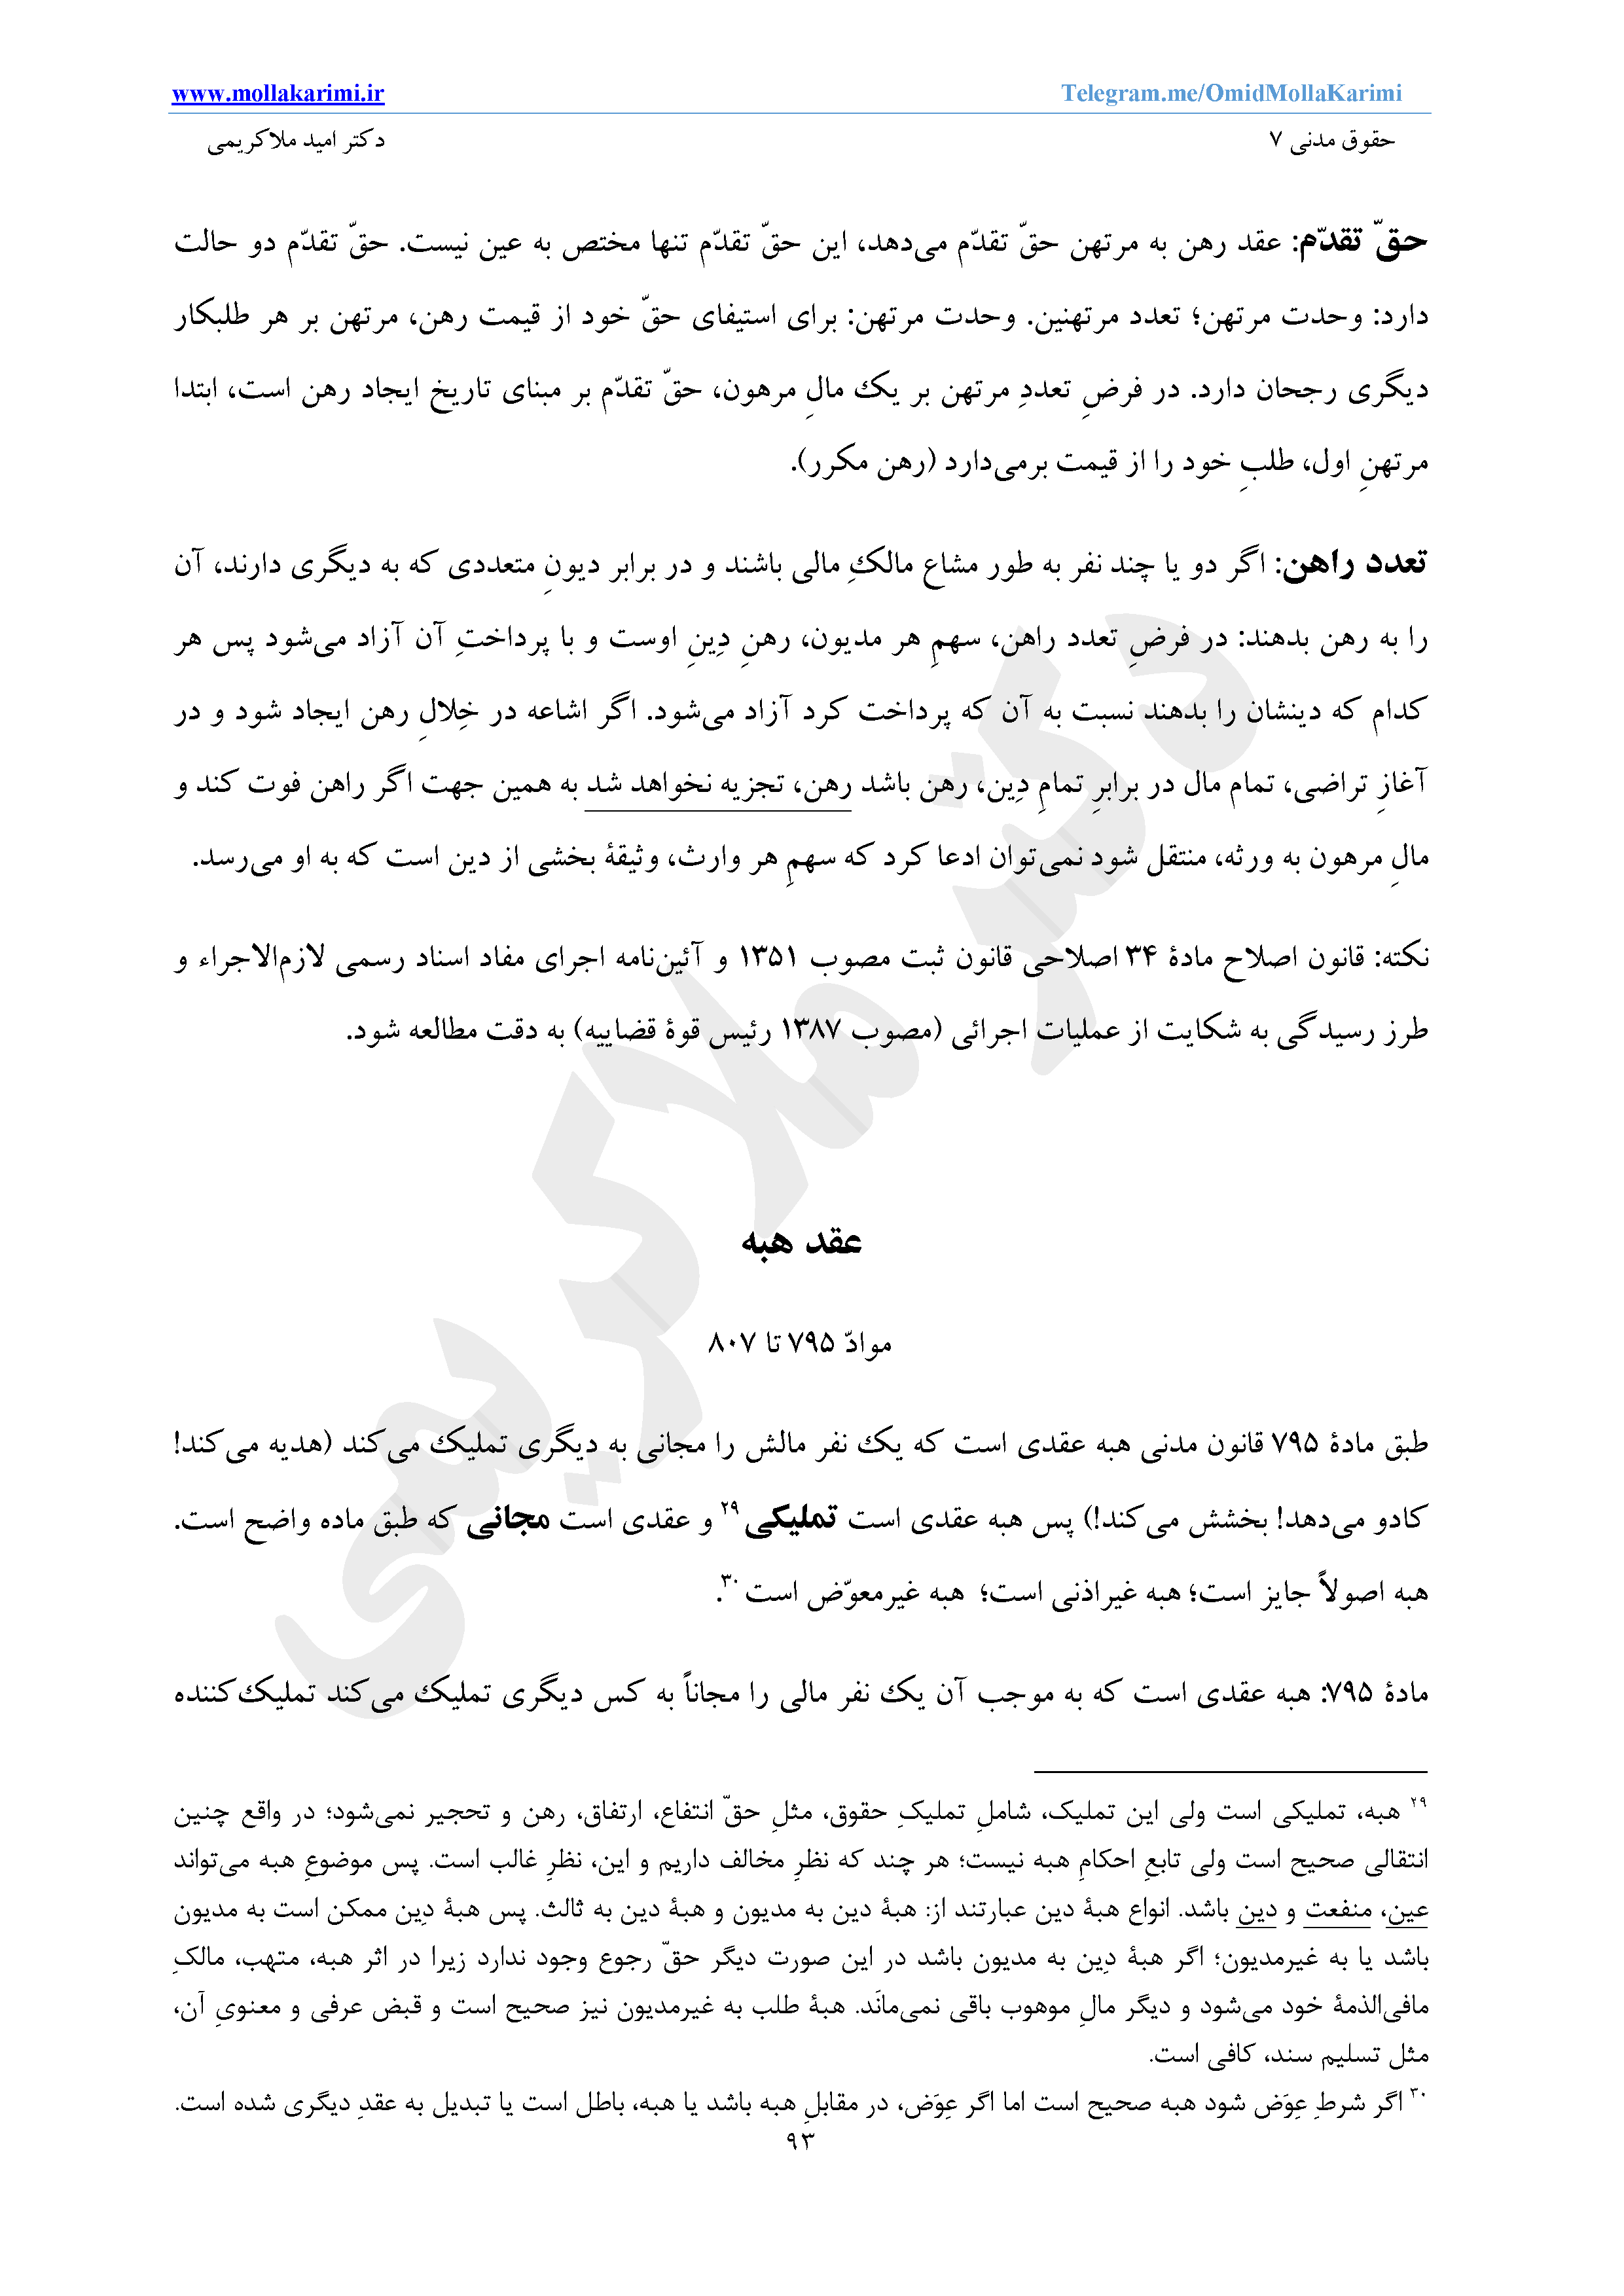 www.mollakarimi.ir Telegram.me/OmidMollaKarimi
حقوق مدنی ۷ دکتر امید ملاکریمی
حقّ تقدّم: عقد رهن به مرتهن حقّ تقدّم می‌دهد، این حقّ تقدّم تنها مختص به عین نیست. حقّ تقدّم دو حالت
دارد: وحدت مرتهن؛ تعدد مرتهنین. وحدت مرتهن: برای استیفای حقّ خود از قیمت رهن، مرتهن بر هر طلبکار
دیگری رجحان دارد. در فرضِ تعددِ مرتهن بر یک مالِ مرهون، حقّ تقدّم بر مبنای تاریخ ایجاد رهن است، ابتدا
مرتهنِ اول، طلبِ خود را از قیمت برمی‌دارد (رهن مکرر).
تعدد راهن: اگر دو یا چند نفر به طور مشاع مالکِ مالی باشند و در برابر دیونِ متعددی که به دیگری دارند، آن
را به رهن بدهند: در فرضِ تعدد راهن، سهمِ هر مدیون، رهنِ دِینِ اوست و با پرداختِ آن آزاد می‌شود پس هر
کدام که دینشان را بدهند نسبت به آن که پرداخت کرد آزاد می‌شود. اگر اشاعه در خِلالِ رهن ایجاد شود و در
آغازِ تراضی، تمام مال در برابرِ تمامِ دِین، رهن باشد رهن، تجزیه نخواهد شد به همین جهت اگر راهن فوت کند و
مالِ مرهون به ورثه، منتقل شود نمی‌توان ادعا کرد که سهمِ هر وارث، وثیقۀ بخشی از دین است که به او می‌رسد.
نکته: قانون اصلاح مادۀ ۳۴ اصلاحی قانون ثبت مصوب ۱۳۵۱ و آئین‌نامه اجرای مفاد اسناد رسمی لازم‌الاجراء و
طرز رسیدگی به شکایت از عملیات اجرائی (مصوب ۱۳۸۷ رئیس قوۀ قضاییه) به دقت مطالعه شود.
عقد هبه
موادّ ۷۹۵ تا ۸۰۷
طبق مادۀ ۷۹۵ قانون مدنی هبه عقدی است که یک نفر مالش را مجانی به دیگری تملیک می‌کند (هدیه می‌کند!
کادو می‌دهد! بخشش می‌کند!) پس هبه عقدی است تملیکی۲۹ و عقدی است مجانی که طبق ماده واضح است.
هبه اصولاً جایز است؛ هبه غیراذنی است؛ هبه غیرمعوّض است۳۰.
مادۀ ۷۹۵: هبه عقدی است که به موجب آن یک نفر مالی را مجاناً به کس دیگری تملیک می‌کند تملیک‌کننده
۲۹ هبه، تملیکی است ولی این تملیک، شاملِ تملیکِ حقوق، مثلِ حقّ انتفاع، ارتفاق، رهن و تحجیر نمی‌شود؛ در واقع چنین
انتقالی صحیح است ولی تابعِ احکامِ هبه نیست؛ هر چند که نظرِ مخالف داریم و این، نظرِ غالب است. پس موضوعِ هبه می‌تواند
عین، منفعت و دین باشد. انواع هبۀ دین عبارتند از: هبۀ دین به مدیون و هبۀ دین به ثالث. پس هبۀ دِین ممکن است به مدیون
باشد یا به غیرمدیون؛ اگر هبۀ دِین به مدیون باشد در این صورت دیگر حقّ رجوع وجود ندارد زیرا در اثر هبه، متهب، مالکِ
مافی‌الذمۀ خود می‌شود و دیگر مالِ موهوب باقی نمی‌مانَد. هبۀ طلب به غیرمدیون نیز صحیح است و قبض عرفی و معنویِ آن،
مثل تسلیم سند، کافی است.
۳۰ اگر شرطِ عِوَض شود هبه صحیح است اما اگر عِوَض، در مقابلِ هبه باشد یا هبه، باطل است یا تبدیل به عقدِ دیگری شده است.
۹۳
دکتر ملاکریمی